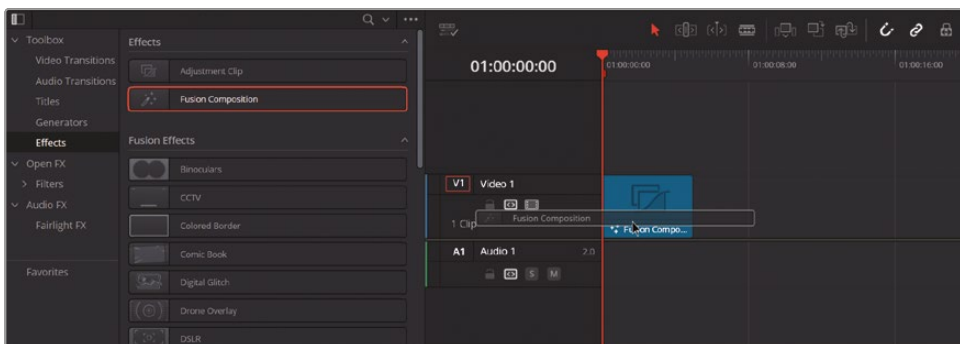 Toolbox
Video Transitions
Audio Transitions
Titles
Generators
Effects
Open FX
Filters
Audio FX
Fairlight FX
Favorites
Effects
Adjustment Clip
Fusion Composition
Fusion Effects
Binoculars
CCTV
Colored Border
Comic Book
Digital Glitch
Drone Overlay
DSLR
01:00:00:00
01:00:00:00
01:00:08:00
01:00:16:00
V1 Video 1
1 Clip
Fusion Composition
Fusion Compo...
A1 Audio 1 2.0
S M